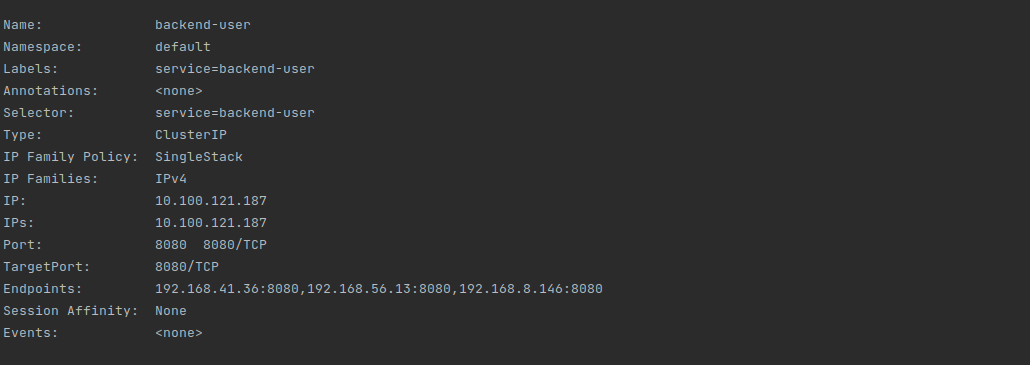 Name:              backend-user
Namespace:         default
Labels:            service=backend-user
Annotations:       <none>
Selector:          service=backend-user
Type:              ClusterIP
IP Family Policy:  SingleStack
IP Families:       IPv4
IP:                10.100.121.187
IPs:               10.100.121.187
Port:              8080  8080/TCP
TargetPort:        8080/TCP
Endpoints:         192.168.41.36:8080,192.168.56.13:8080,192.168.8.146:8080
Session Affinity:  None
Events:            <none>